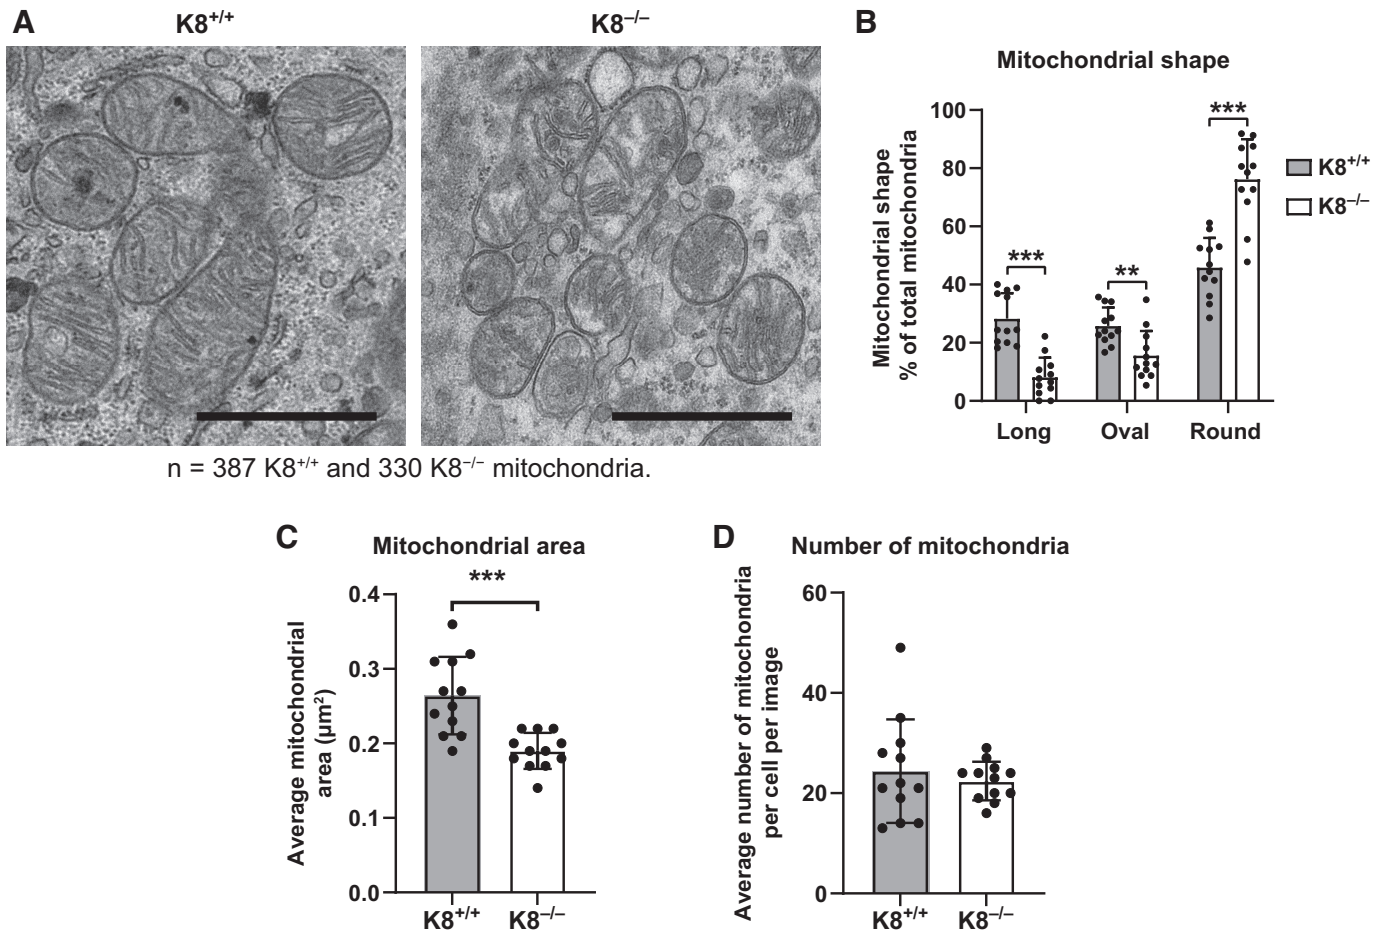 A
K8+/+
K8–/–
n = 387 K8+/+ and 330 K8–/– mitochondria.
B
Mitochondrial shape
Mitochondrial shape
% of total mitochondria
100
80
60
40
20
0
***
**
***
Long
Oval
Round
K8+/+
K8–/–
C
Mitochondrial area
***
Average mitochondrial
area (µm²)
0.4
0.3
0.2
0.1
0.0
K8+/+
K8–/–
D
Number of mitochondria
Average number of mitochondria
per cell per image
60
40
20
0
K8+/+
K8–/–